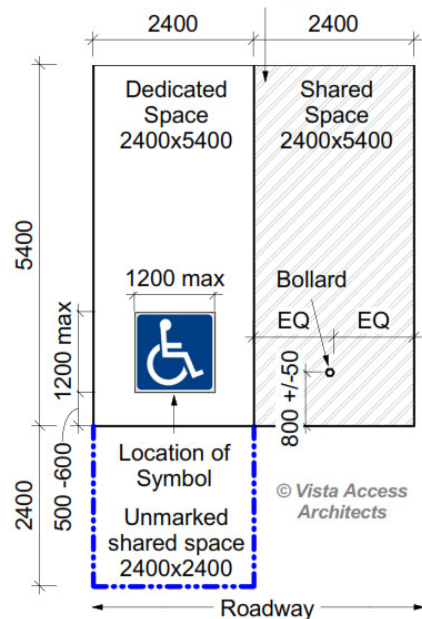 2400
2400
Dedicated
Space
2400x5400
Shared
Space
2400x5400
5400
1200 max
1200 max
Bollard
EQ
EQ
800 +/-50
500 -600
2400
Location of
Symbol
Unmarked
shared space
2400x2400
© Vista Access
Architects
Roadway